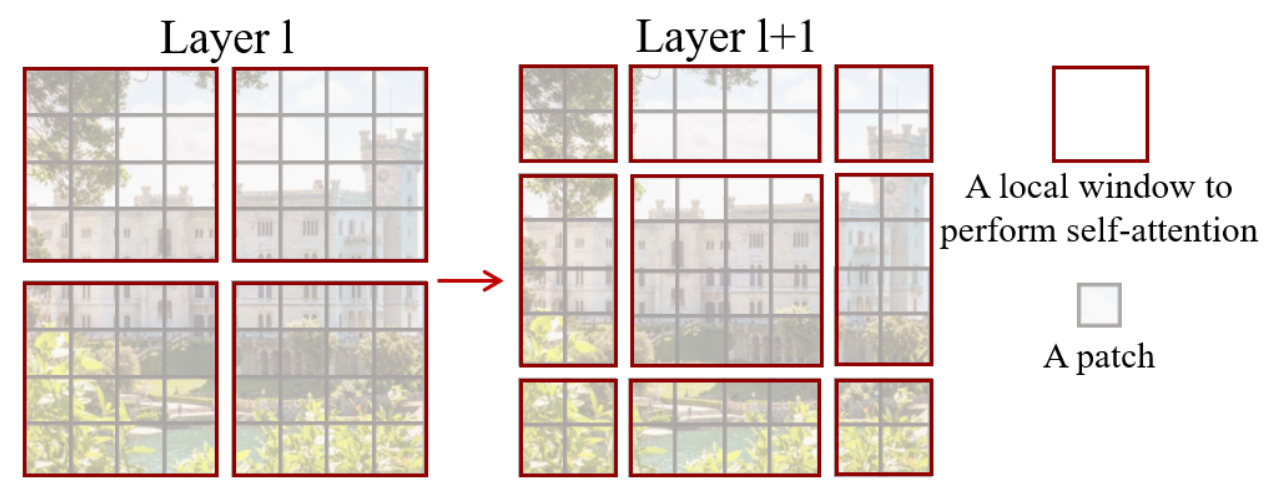 Layer l
Layer l+1
A local window to
perform self-attention
A patch